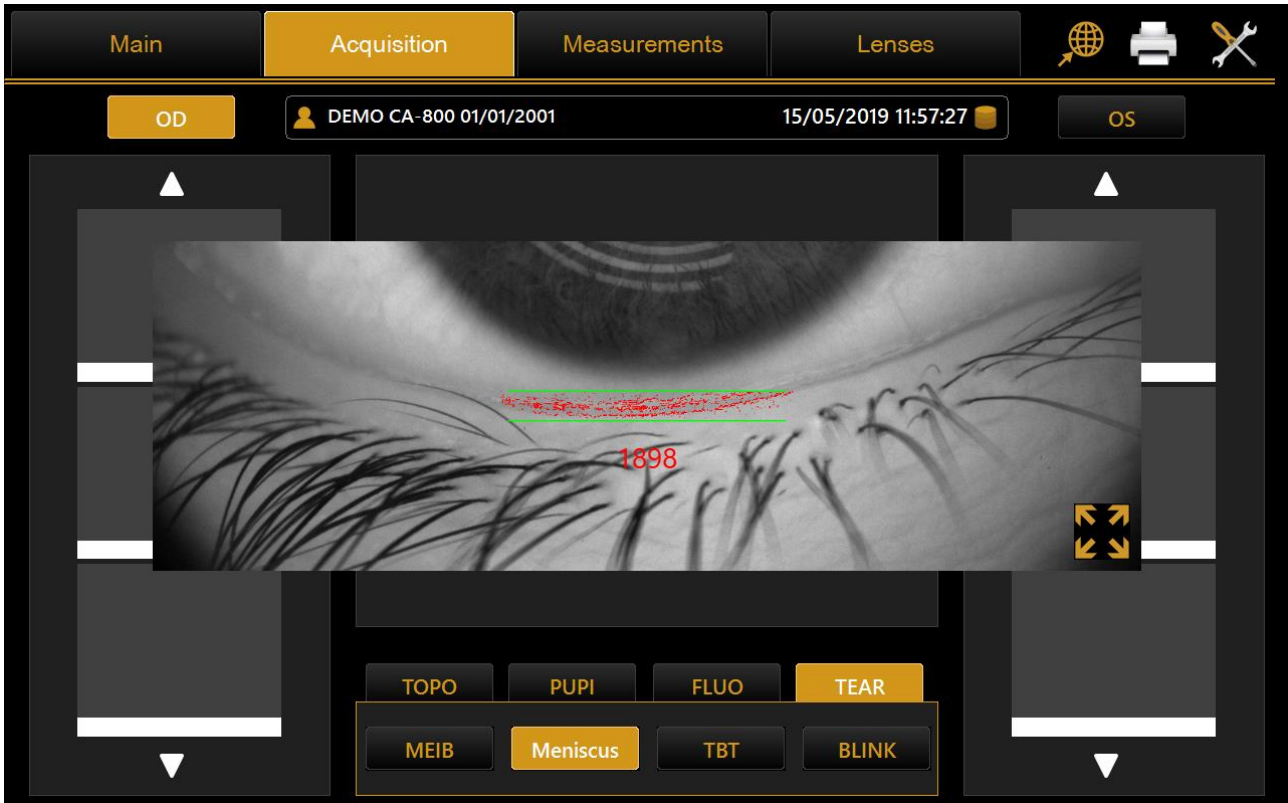 Main Acquisition Measurements Lenses
OD DEMO CA-800 01/01/2001 15/05/2019 11:57:27 OS
1898
TOPO PUPI FLUO TEAR
MEIB Meniscus TBT BLINK